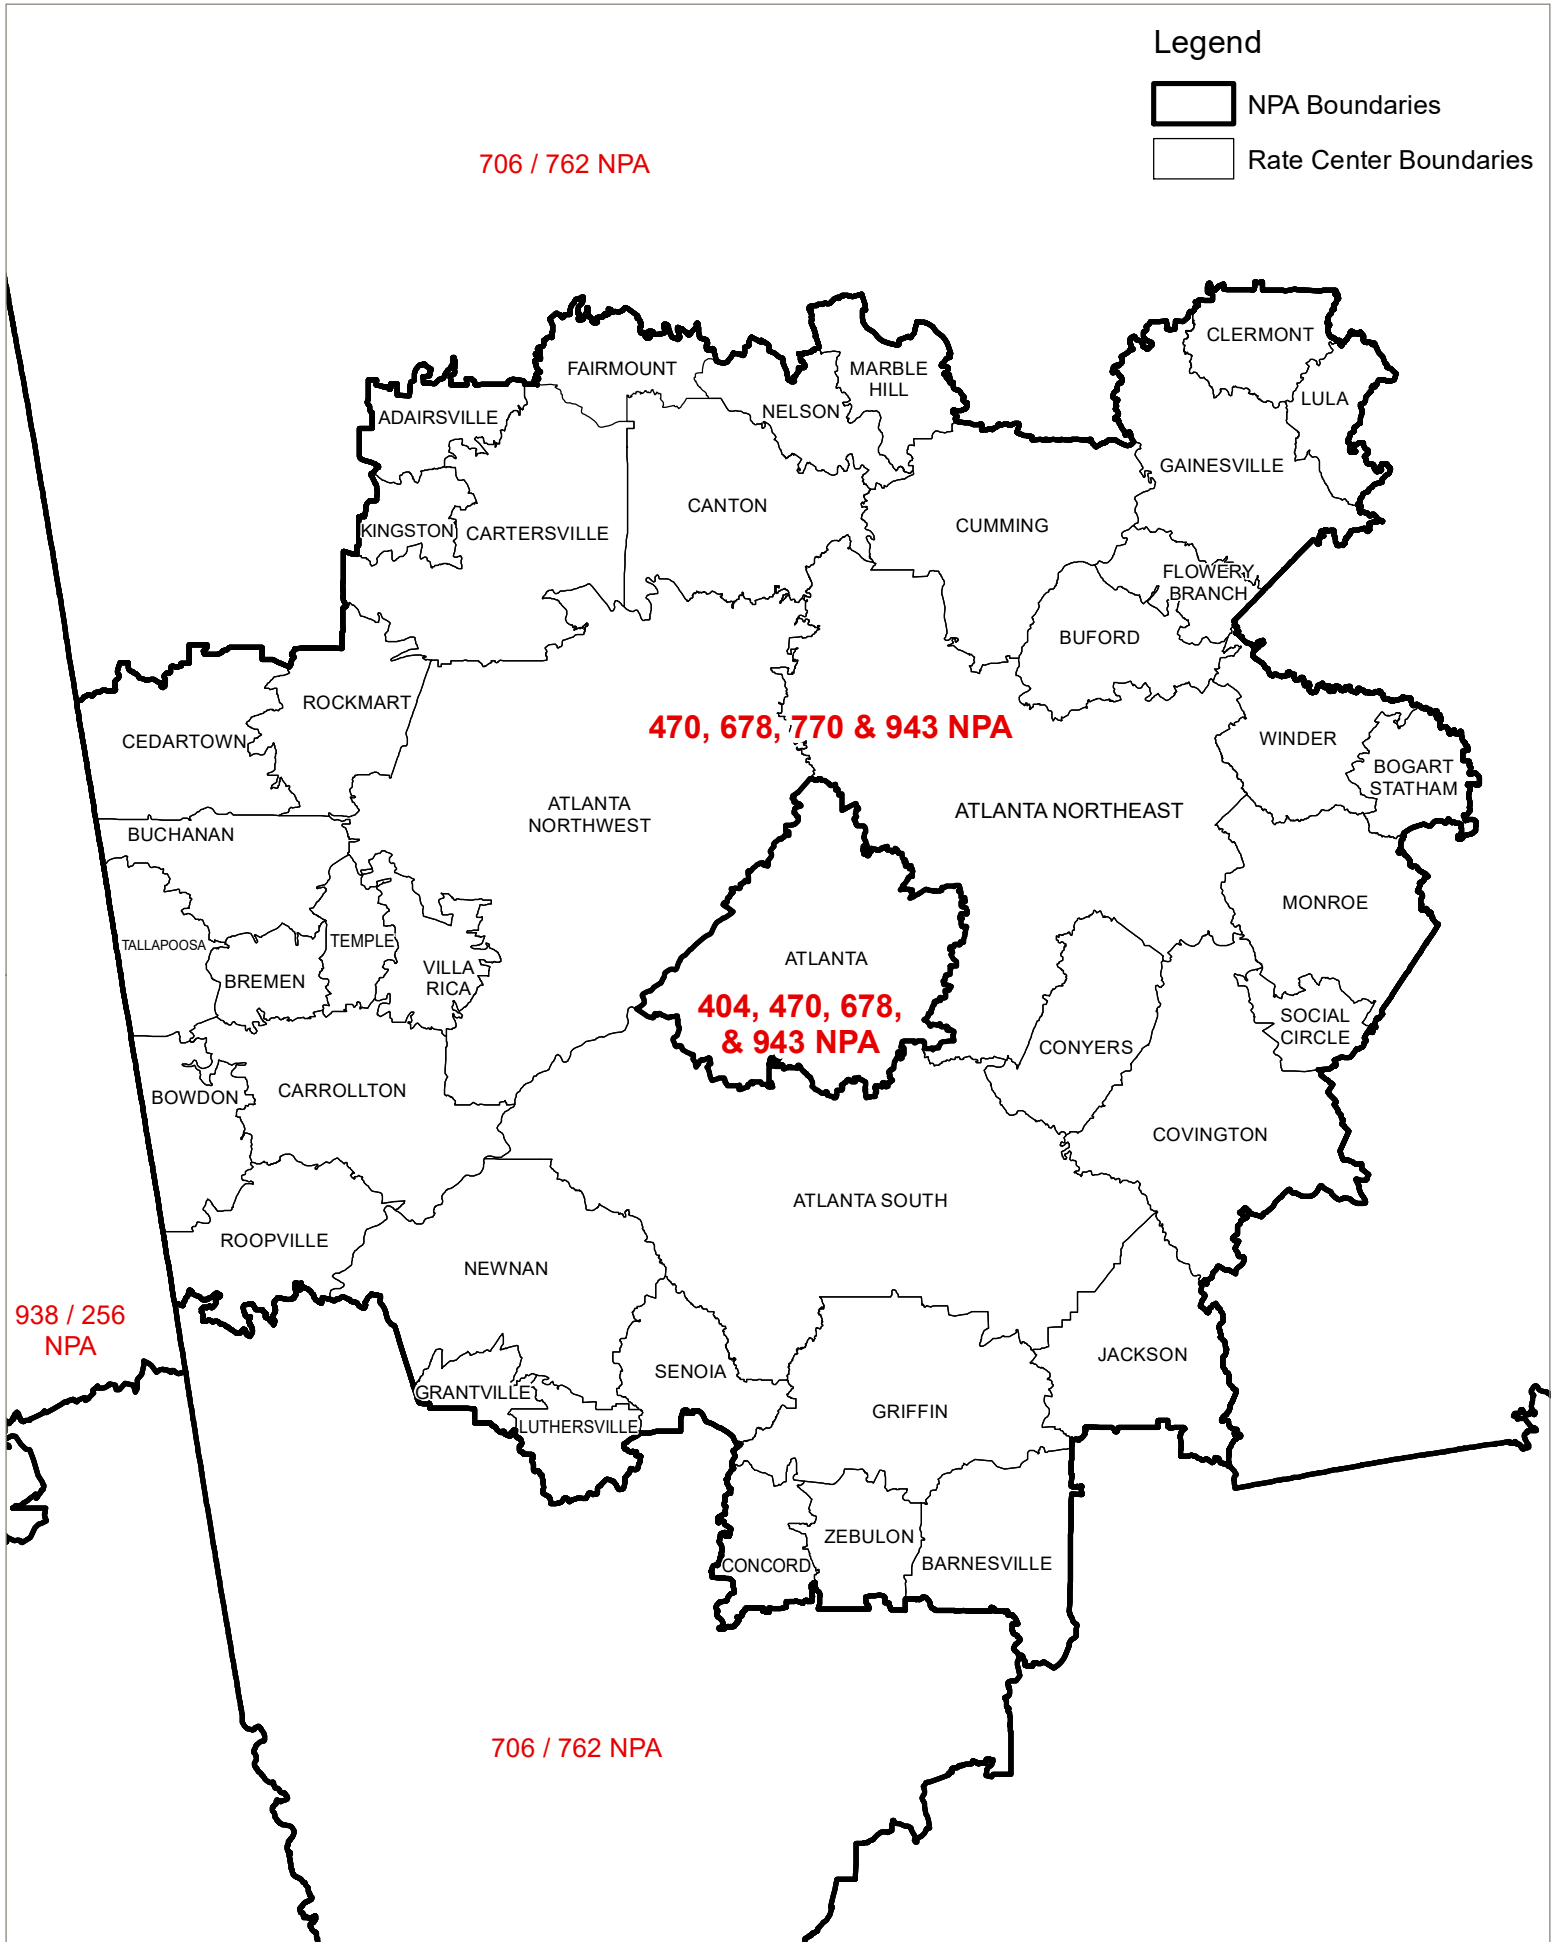 Legend
NPA Boundaries
Rate Center Boundaries
706 / 762 NPA
CLERMONT
FAIRMOUNT
MARBLE
HILL
LULA
NELSON
ADAIRSVILLE
GAINESVILLE
CANTON
CUMMING
KINGSTON
CARTERSVILLE
FLOWERY
BRANCH
BUFORD
ROCKMART
470, 678, 770 & 943 NPA
CEDARTOWN
WINDER
BOGART
STATHAM
ATLANTA
NORTHWEST
ATLANTA NORTHEAST
BUCHANAN
MONROE
TALLAPOOSA
TEMPLE
ATLANTA
VILLA
RICA
BREMEN
404, 470, 678,
& 943 NPA
SOCIAL
CIRCLE
CONYERS
CARROLLTON
BOWDON
COVINGTON
ATLANTA SOUTH
ROOPVILLE
NEWNAN
938 / 256
NPA
JACKSON
SENOIA
GRANTVILLE
GRIFFIN
LUTHERSVILLE
ZEBULON
CONCORD
BARNESVILLE
706 / 762 NPA